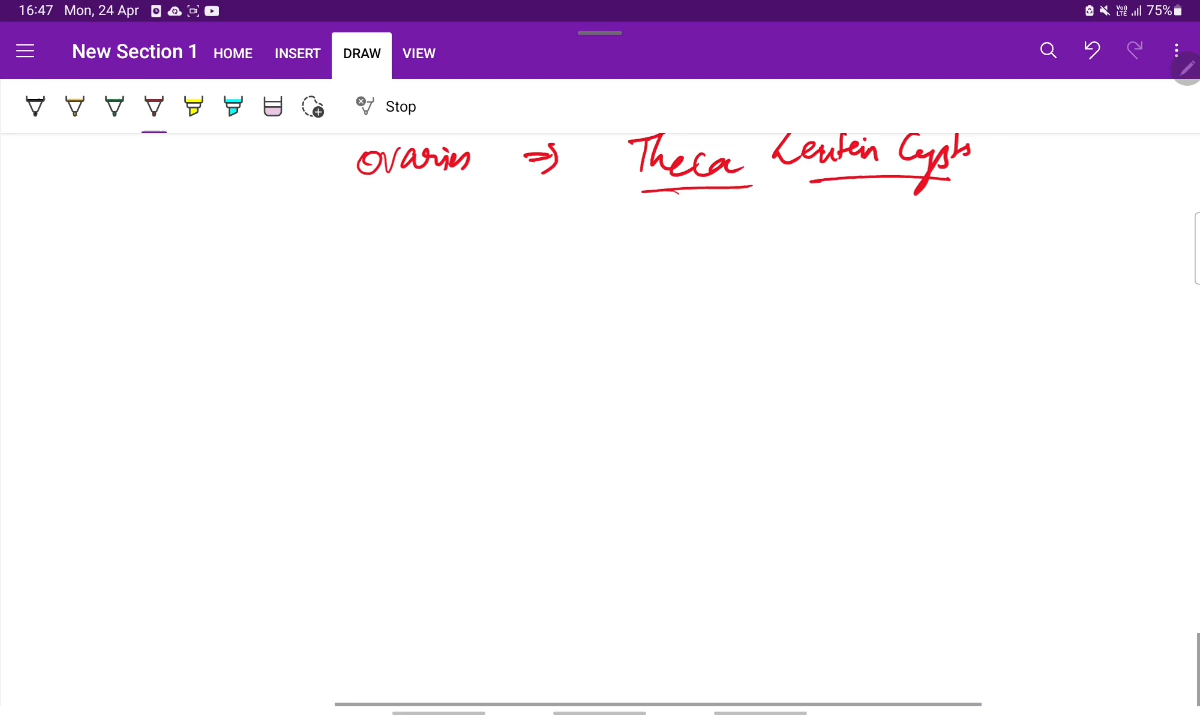 16:47 Mon, 24 Apr 75%
New Section 1 HOME INSERT DRAW VIEW
Stop
Ovaries ⇒ Theca Leutein Cysts